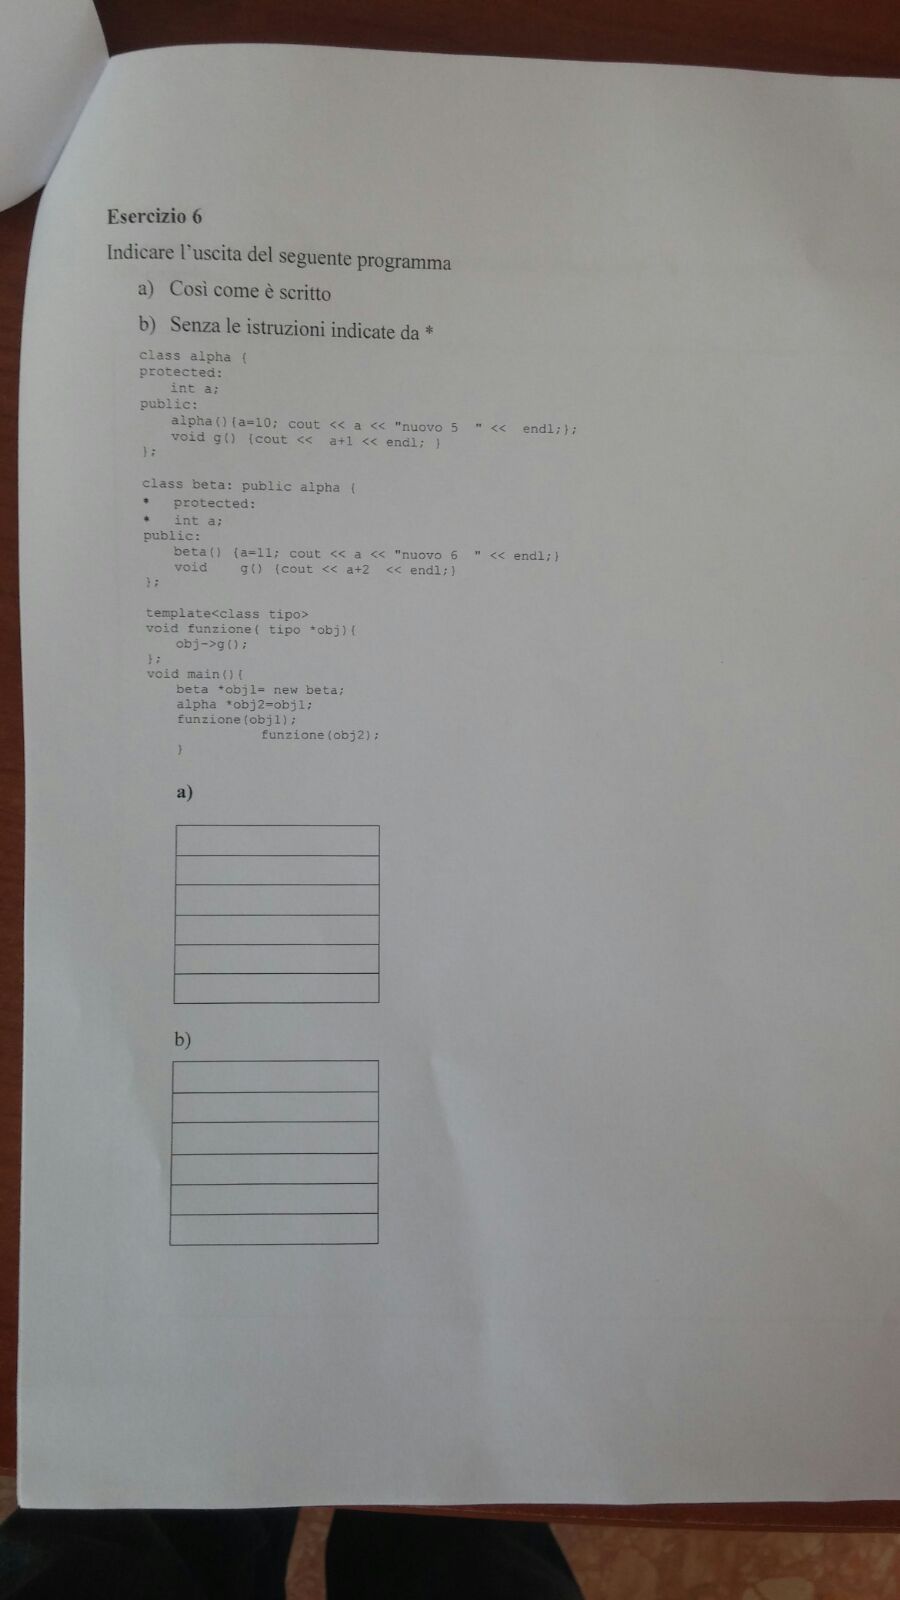 Esercizio 6
Indicare l'uscita del seguente programma
a) Così come è scritto
b) Senza le istruzioni indicate da *
class alpha {
protected:
int a;
public:
alpha(){a=10; cout << a << "nuovo 5 " << endl;};
void g() {cout << a+1 << endl; }
};
class beta: public alpha {
* protected:
* int a;
public:
beta() {a=11; cout << a << "nuovo 6 " << endl;}
void g() {cout << a+2 << endl;}
};
template<class tipo>
void funzione( tipo *obj){
obj->g();
};
void main(){
beta *obj1= new beta;
alpha *obj2=obj1;
funzione(obj1);
funzione(obj2);
}
a)
b)